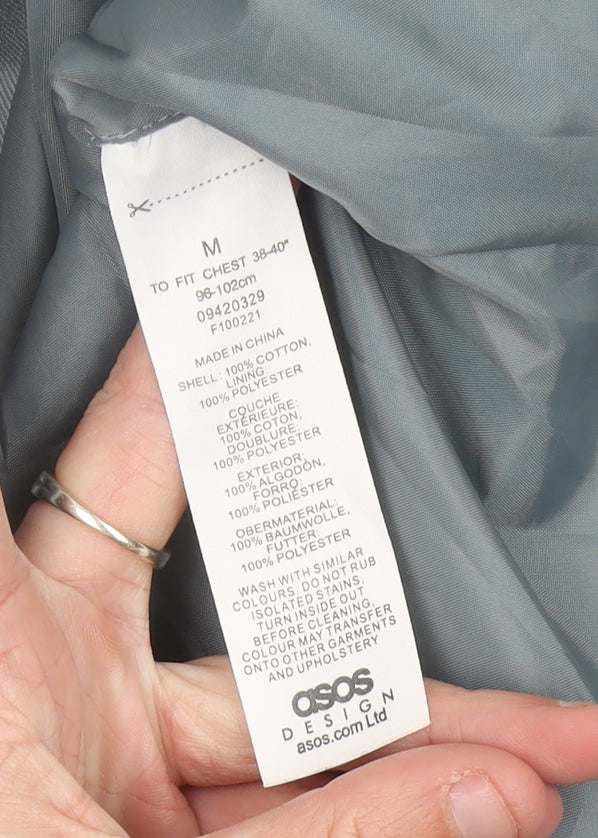 M
TO FIT CHEST 38-40"
96-102cm
09420329
F100221
MADE IN CHINA
SHELL: 100% COTTON,
LINING:
100% POLYESTER
COUCHE
EXTÉRIEURE:
100% COTON,
DOUBLURE:
100% POLYESTER
EXTERIOR:
100% ALGODÓN,
FORRO:
100% POLIÉSTER
OBERMATERIAL:
100% BAUMWOLLE,
FUTTER:
100% POLYESTER
WASH WITH SIMILAR
COLOURS, DO NOT RUB
ISOLATED STAINS,
TURN INSIDE OUT
BEFORE CLEANING,
COLOUR MAY TRANSFER
ONTO OTHER GARMENTS
AND UPHOLSTERY
asos
DESIGN
asos.com Ltd